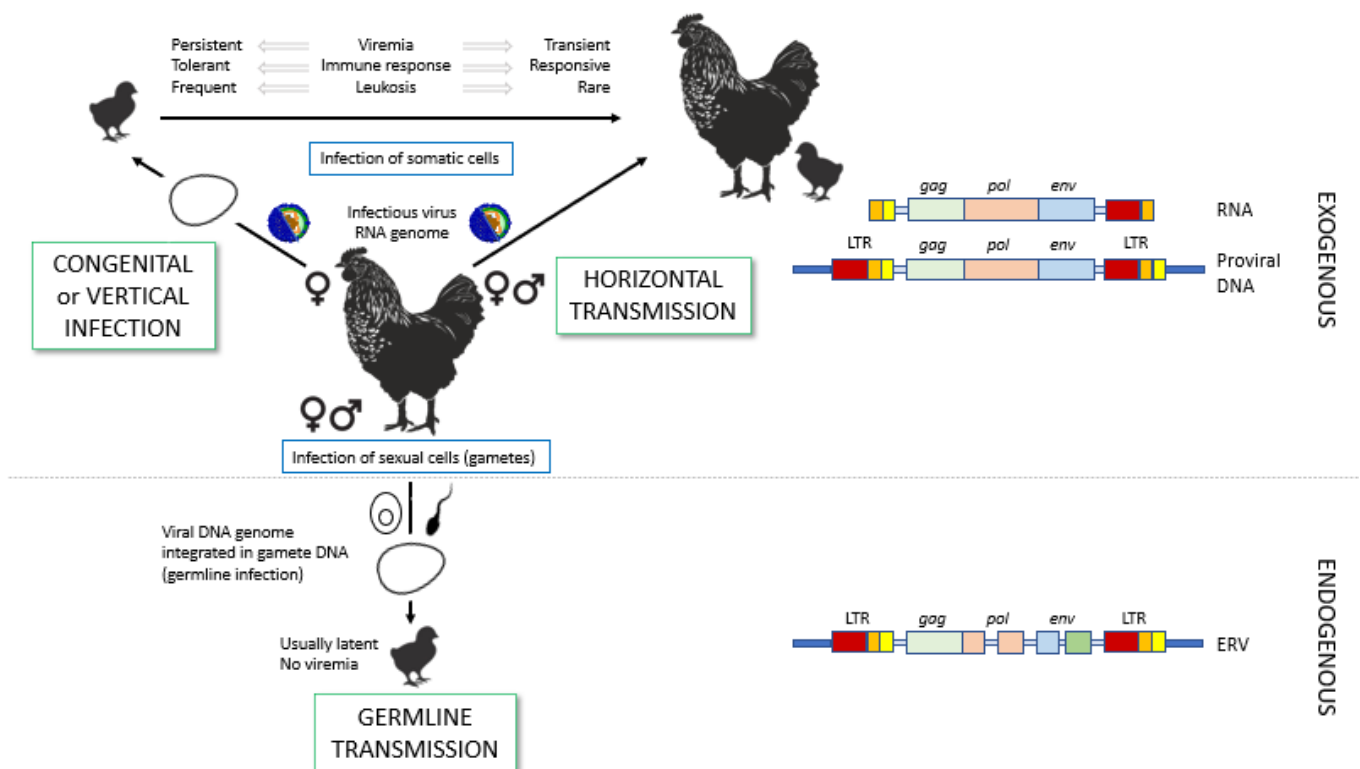 Persistent Viremia Transient
Tolerant Immune response Responsive
Frequent Leukosis Rare
Infection of somatic cells
Infectious virus
RNA genome
CONGENITAL
or VERTICAL
INFECTION
♀
♀♂
HORIZONTAL
TRANSMISSION
♀♂
Infection of sexual cells (gametes)
gag pol env
RNA
LTR gag pol env LTR
Proviral
DNA
EXOGENOUS
Viral DNA genome
integrated in gamete DNA
(germline infection)
Usually latent
No viremia
GERMLINE
TRANSMISSION
LTR gag pol env LTR
ERV
ENDOGENOUS